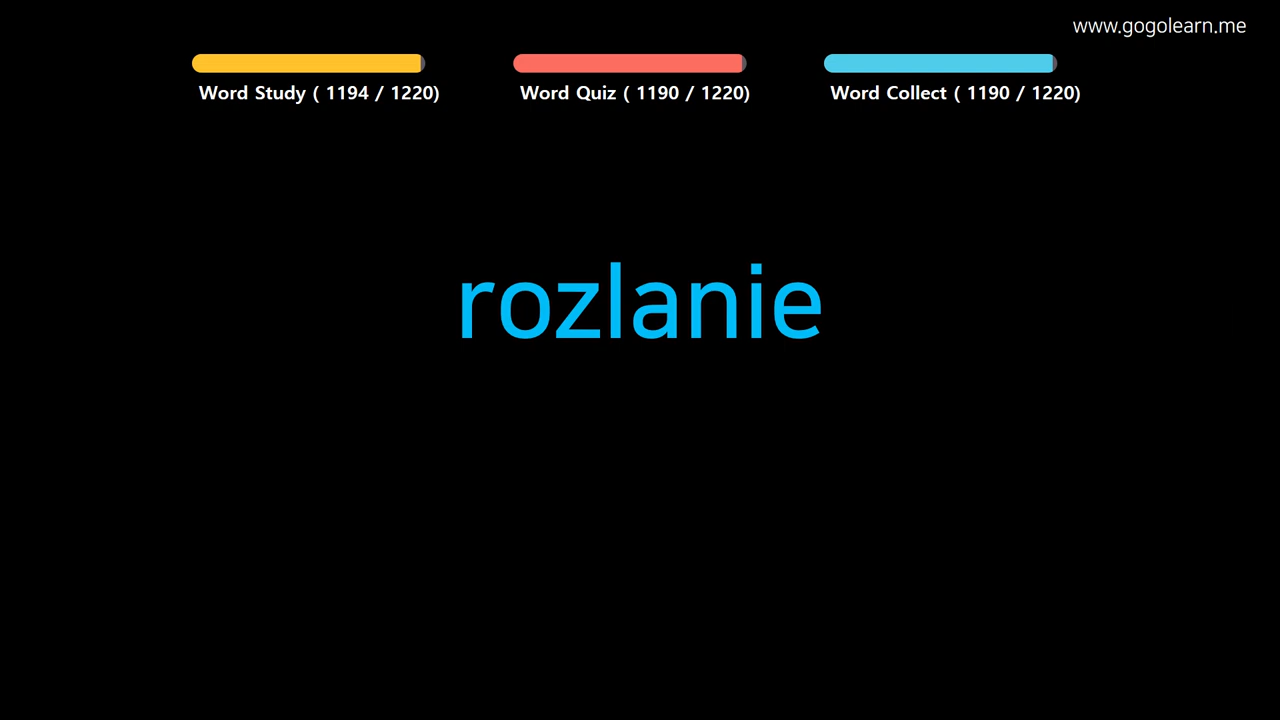 www.gogolearn.me
Word Study ( 1194 / 1220)
Word Quiz ( 1190 / 1220)
Word Collect ( 1190 / 1220)
rozlanie